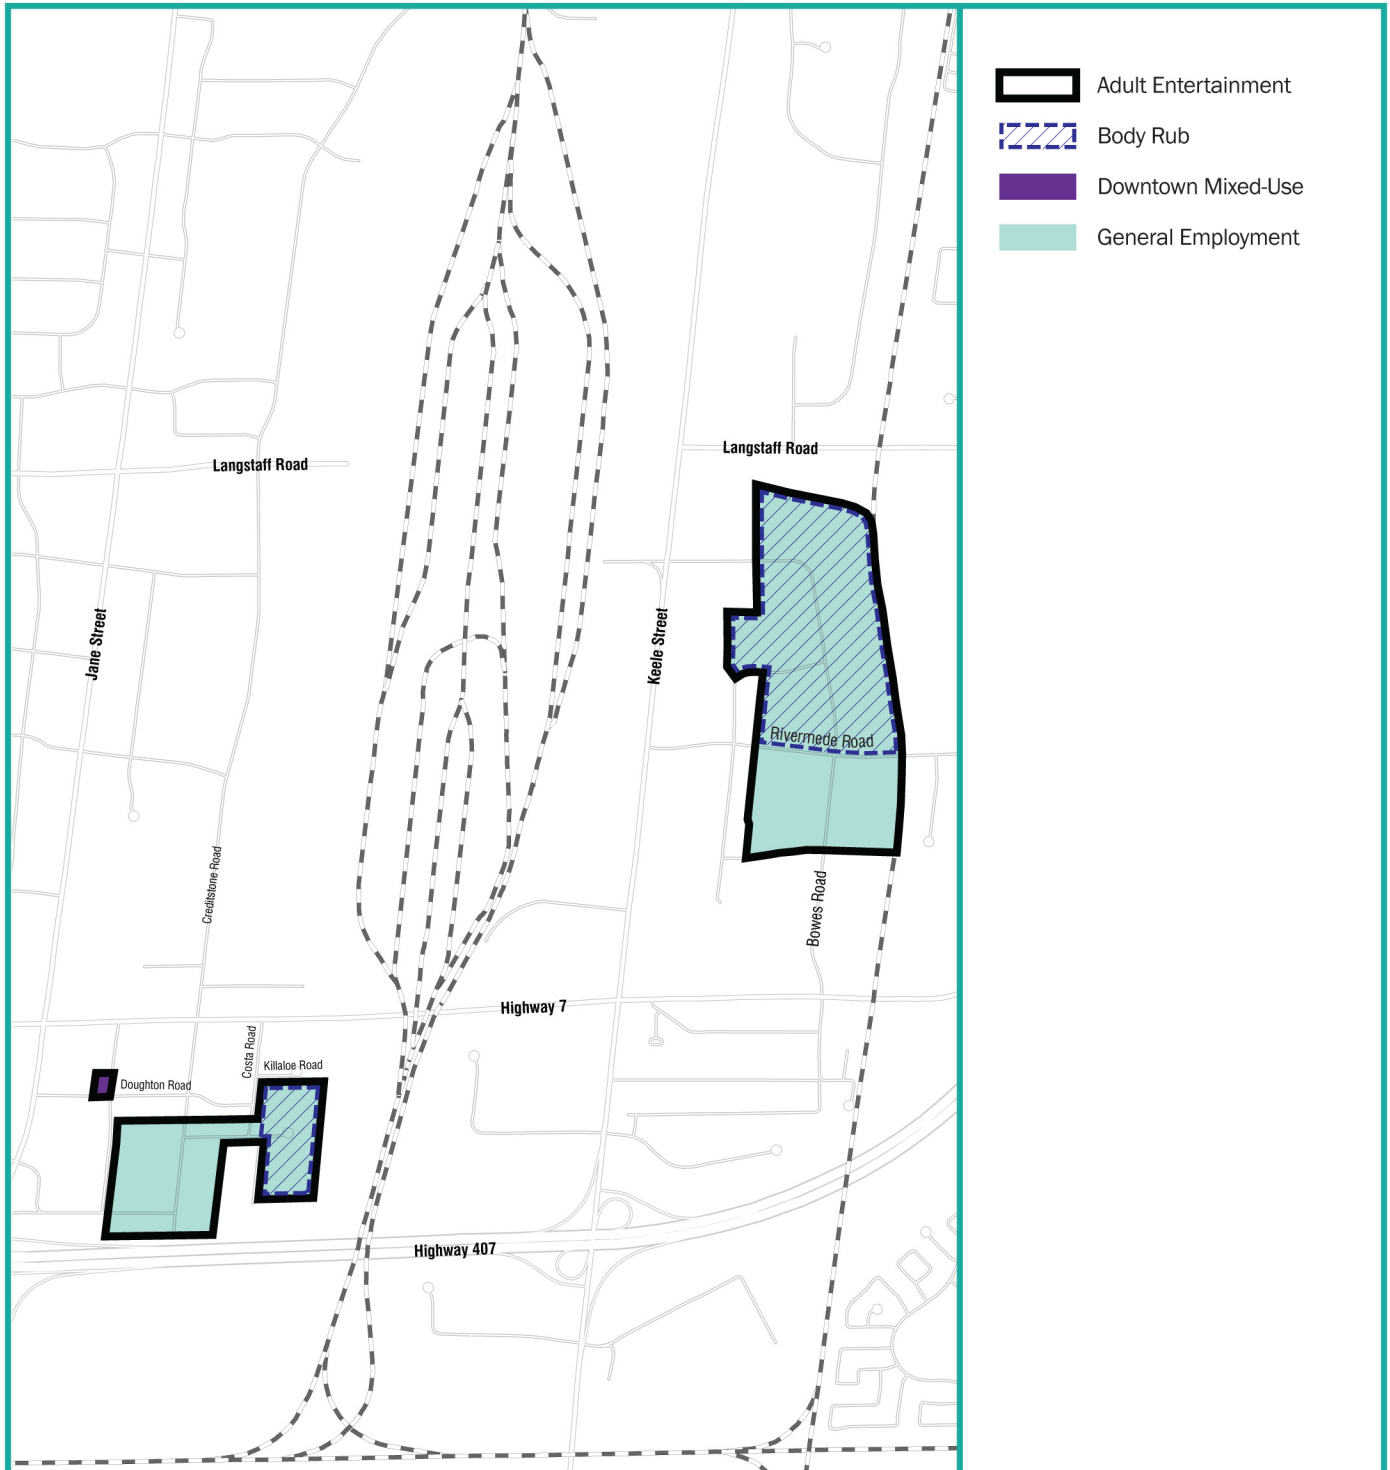 Adult Entertainment
Body Rub
Downtown Mixed-Use
General Employment
Langstaff Road
Langstaff Road
Jane Street
Keele Street
Rivermede Road
Creditstone Road
Bowes Road
Highway 7
Costa Road
Killaloe Road
Doughton Road
Highway 407